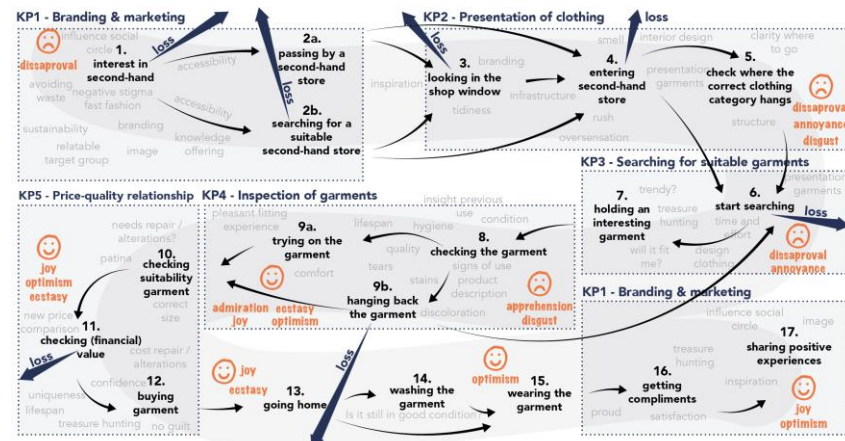 KP1 - Branding & marketing
influence social
circle
dissaproval
1.
interest in
second-hand
loss
accessibility
avoiding
waste
negative stigma
fast fashion
accessibility
sustainability
branding
knowledge
offering
relatable
target group
image
2a.
passing by a
second-hand
store
loss
2b.
searching for a
suitable
second-hand store
inspiration
KP2 - Presentation of clothing
loss
loss
3.
looking in the
shop window
branding
infrastructure
tidiness
smell
interior design
clarity where
to go
4.
entering
second-hand
store
presentation
garments
rush
oversensation
5.
check where the
correct clothing
category hangs
structure
dissaproval
annoyance
disgust
KP3 - Searching for suitable garments
presentation
garments
7.
holding an
interesting
garment
trendy?
treasure
hunting
will it fit
me?
design
clothing
6.
start searching
time and
effort
loss
dissaproval
annoyance
KP5 - Price-quality relationship
needs repair /
alterations?
patina
10.
checking
suitability
garment
joy
optimism
ecstasy
correct
size
new price
comparison
11.
checking (financial)
value
loss
cost repair /
alterations
confidence
uniqueness
lifespan
12.
buying
garment
treasure hunting
no guilt
KP4 - Inspection of garments
pleasant fitting
experience
9a.
trying on the
garment
lifespan
hygiene
insight previous
use
condition
8.
checking the garment
quality
comfort
tears
stains
signs of use
product
description
9b.
hanging back
the garment
discoloration
admiration
joy
ecstasy
optimism
apprehension
disgust
loss
joy
ecstasy
13.
going home
14.
washing the
garment
Is it still in good condition?
optimism
15.
wearing the
garment
KP1 - Branding & marketing
influence social
circle
image
17.
sharing positive
experiences
treasure
hunting
16.
getting
compliments
inspiration
proud
satisfaction
joy
optimism